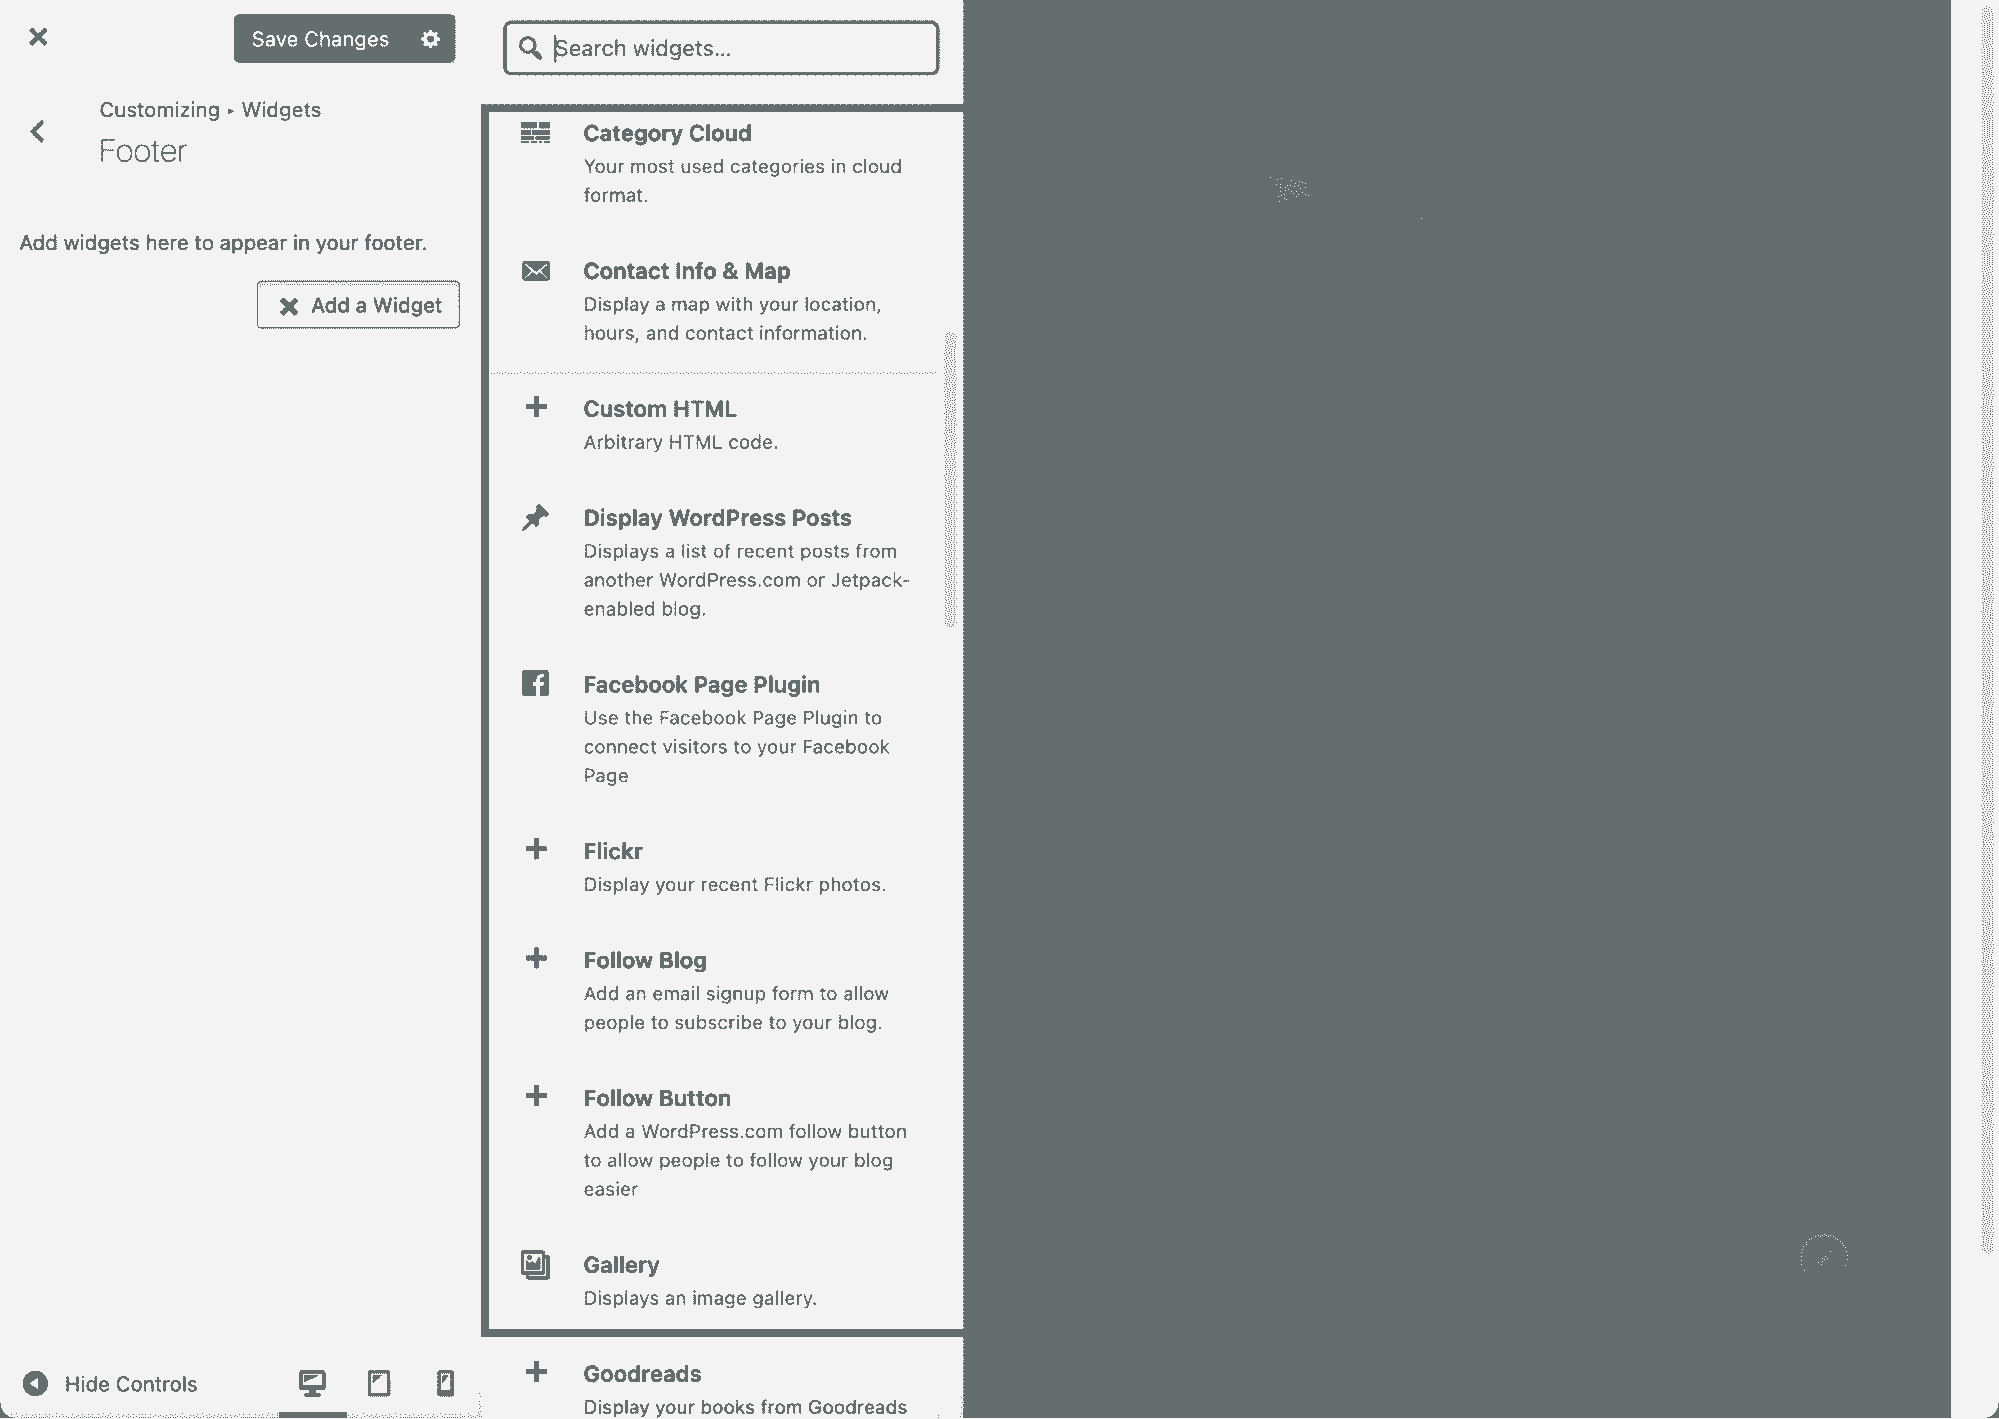 Save Changes
Customizing ▸ Widgets
Footer
Add widgets here to appear in your footer.
Add a Widget
Hide Controls
Search widgets...
Category Cloud
Your most used categories in cloud
format.
Contact Info & Map
Display a map with your location,
hours, and contact information.
Custom HTML
Arbitrary HTML code.
Display WordPress Posts
Displays a list of recent posts from
another WordPress.com or Jetpack-
enabled blog.
Facebook Page Plugin
Use the Facebook Page Plugin to
connect visitors to your Facebook
Page
Flickr
Display your recent Flickr photos.
Follow Blog
Add an email signup form to allow
people to subscribe to your blog.
Follow Button
Add a WordPress.com follow button
to allow people to follow your blog
easier
Gallery
Displays an image gallery.
Goodreads
Display your books from Goodreads